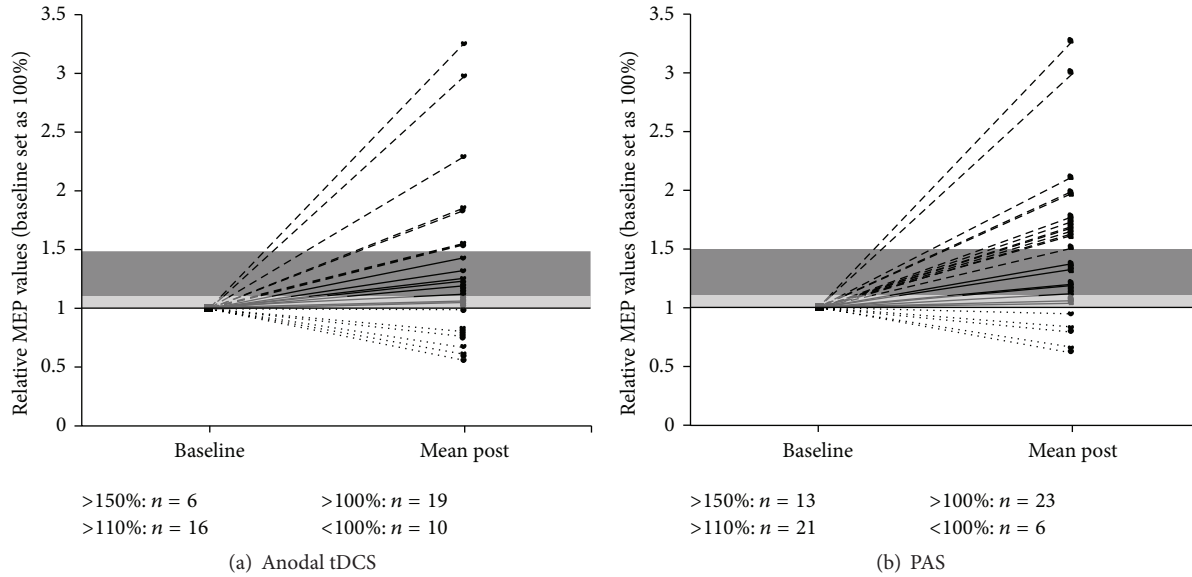 Relative MEP values (baseline set as 100%)
3.5
3
2.5
2
1.5
1
0.5
0
Baseline
Mean post
>150%: n = 6
>100%: n = 19
>110%: n = 16
<100%: n = 10
(a) Anodal tDCS
Relative MEP values (baseline set as 100%)
3.5
3
2.5
2
1.5
1
0.5
0
Baseline
Mean post
>150%: n = 13
>100%: n = 23
>110%: n = 21
<100%: n = 6
(b) PAS